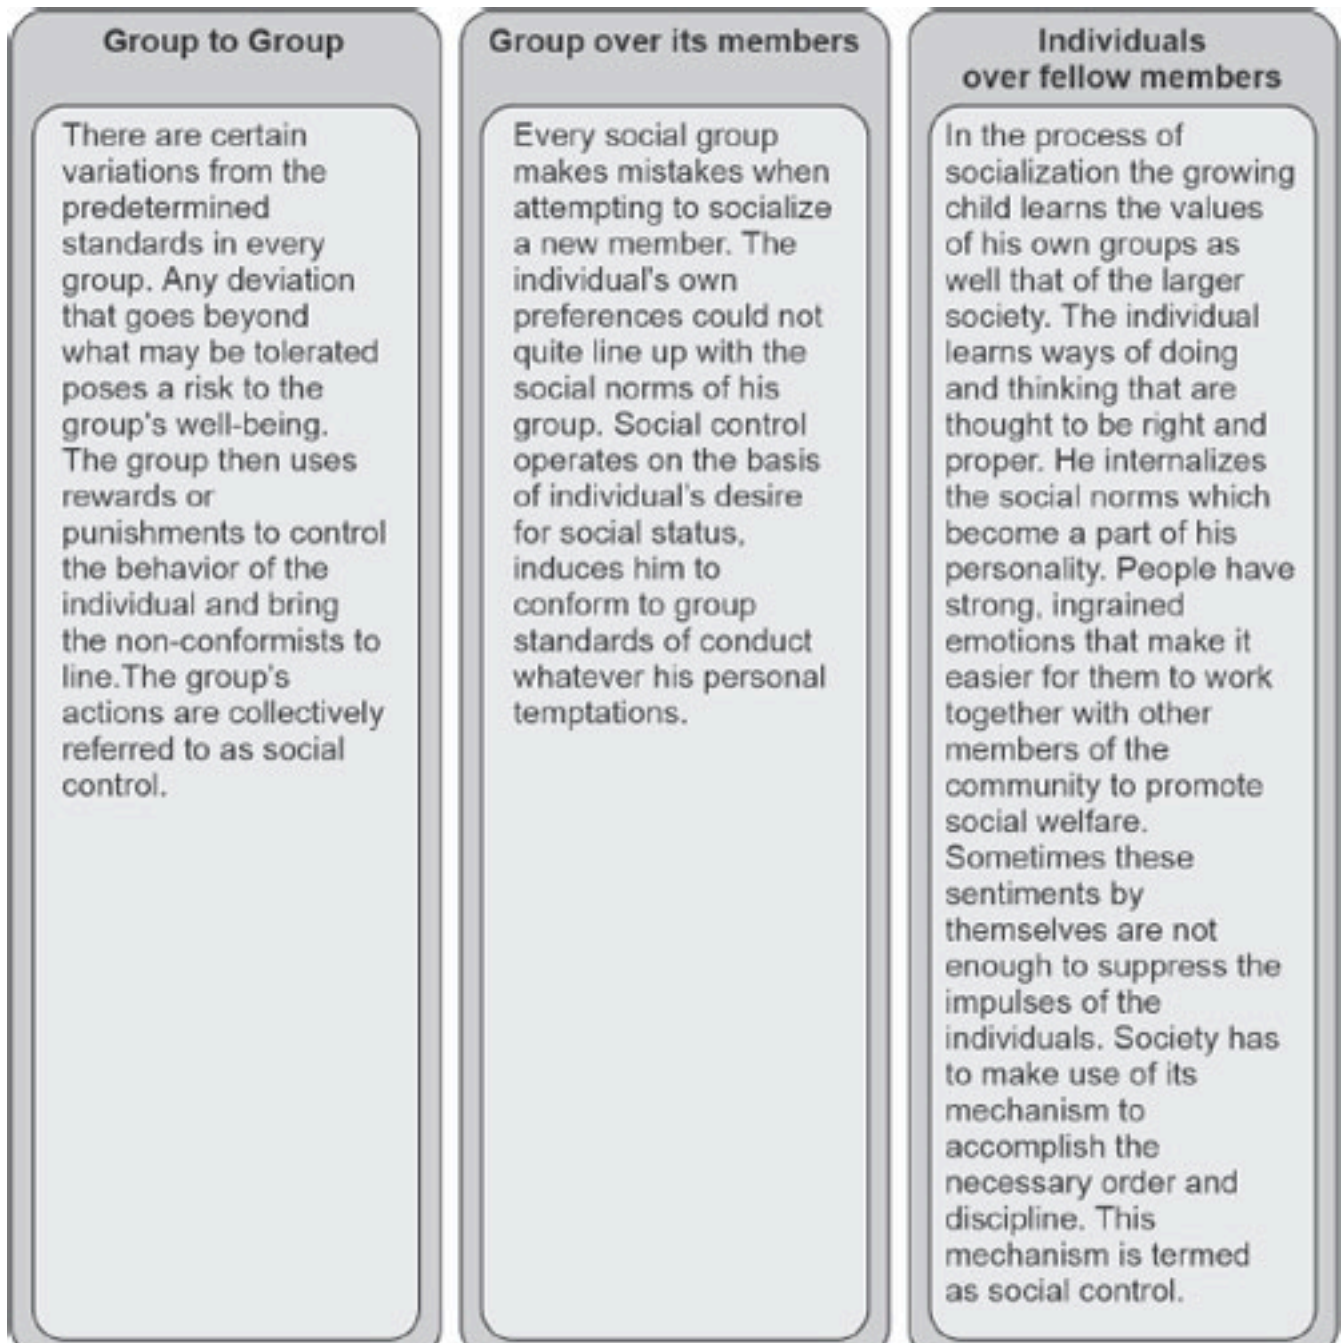 Group to Group
There are certain
variations from the
predetermined
standards in every
group. Any deviation
that goes beyond
what may be tolerated
poses a risk to the
group's well-being.
The group then uses
rewards or
punishments to control
the behavior of the
individual and bring
the non-conformists to
line.The group's
actions are collectively
referred to as social
control.
Group over its members
Every social group
makes mistakes when
attempting to socialize
a new member. The
individual's own
preferences could not
quite line up with the
social norms of his
group. Social control
operates on the basis
of individual's desire
for social status,
induces him to
conform to group
standards of conduct
whatever his personal
temptations.
Individuals
over fellow members
In the process of
socialization the growing
child learns the values
of his own groups as
well that of the larger
society. The individual
learns ways of doing
and thinking that are
thought to be right and
proper. He internalizes
the social norms which
become a part of his
personality. People have
strong, ingrained
emotions that make it
easier for them to work
together with other
members of the
community to promote
social welfare.
Sometimes these
sentiments by
themselves are not
enough to suppress the
impulses of the
individuals. Society has
to make use of its
mechanism to
accomplish the
necessary order and
discipline. This
mechanism is termed
as social control.